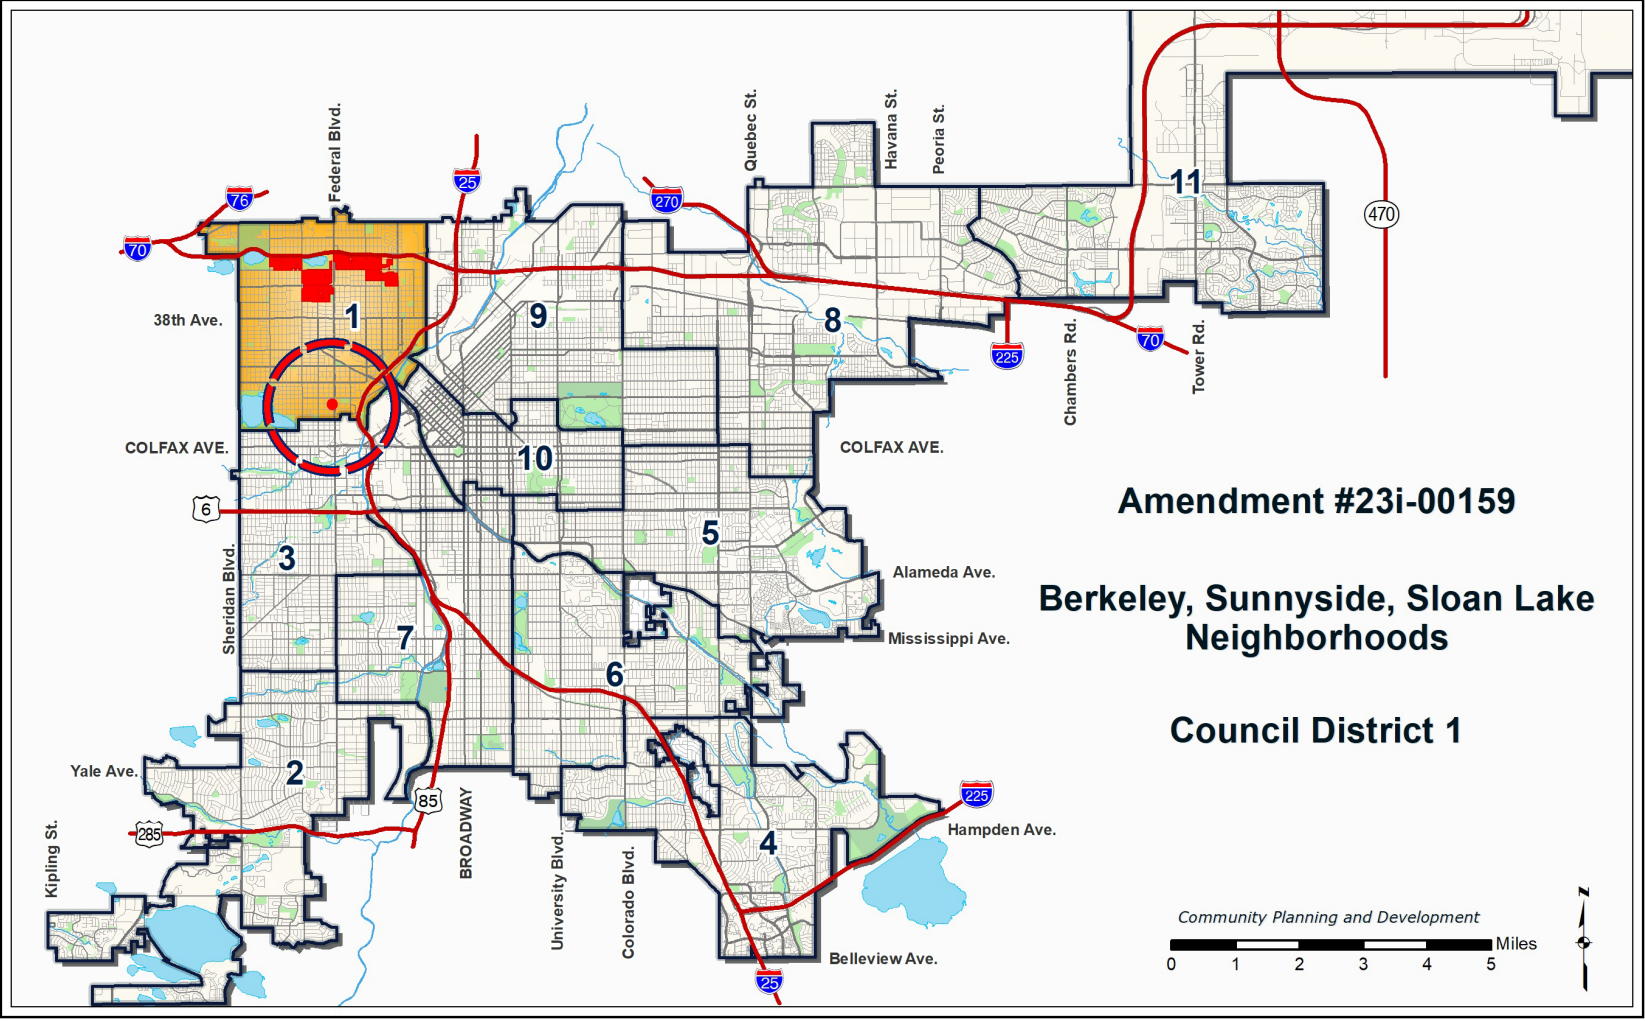 Federal Blvd.
Quebec St.
Havana St.
Peoria St.
76
25
270
70
11
470
38th Ave.
1
9
8
225
70
Chambers Rd.
Tower Rd.
COLFAX AVE.
10
COLFAX AVE.
Amendment #23i-00159
6
5
3
Sheridan Blvd.
Alameda Ave.
Berkeley, Sunnyside, Sloan Lake
Neighborhoods
7
Mississippi Ave.
6
Council District 1
Yale Ave.
2
85
BROADWAY
225
285
Hampden Ave.
4
Kipling St.
University Blvd.
Colorado Blvd.
Community Planning and Development
Miles
0 1 2 3 4 5
Belleview Ave.
25
Z